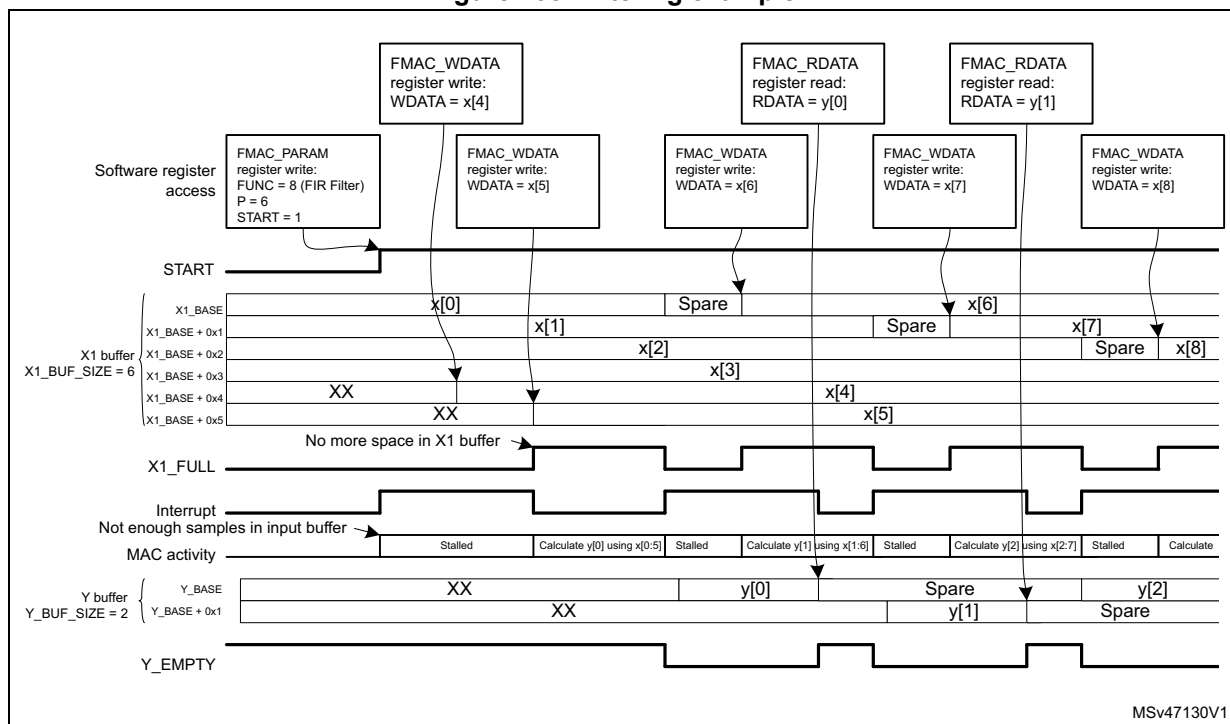 FMAC_WDATA
register write:
WDATA = x[4]
FMAC_RDATA
register read:
RDATA = y[0]
FMAC_RDATA
register read:
RDATA = y[1]
Software register
access
FMAC_PARAM
register write:
FUNC = 8 (FIR Filter)
P = 6
START = 1
FMAC_WDATA
register write:
WDATA = x[5]
FMAC_WDATA
register write:
WDATA = x[6]
FMAC_WDATA
register write:
WDATA = x[7]
FMAC_WDATA
register write:
WDATA = x[8]
START
X1 buffer
X1_BUF_SIZE = 6
X1_BASE x[0] Spare x[6]
X1_BASE + 0x1 x[1] Spare x[7]
X1_BASE + 0x2 x[2] Spare x[8]
X1_BASE + 0x3 x[3]
X1_BASE + 0x4 XX x[4]
X1_BASE + 0x5 XX x[5]
No more space in X1 buffer
X1_FULL
Interrupt
Not enough samples in input buffer
MAC activity Stalled Calculate y[0] using x[0:5] Stalled Calculate y[1] using x[1:6] Stalled Calculate y[2] using x[2:7] Stalled Calculate
Y buffer
Y_BUF_SIZE = 2
Y_BASE XX y[0] Spare y[2]
Y_BASE + 0x1 XX y[1] Spare
Y_EMPTY
MSv47130V1